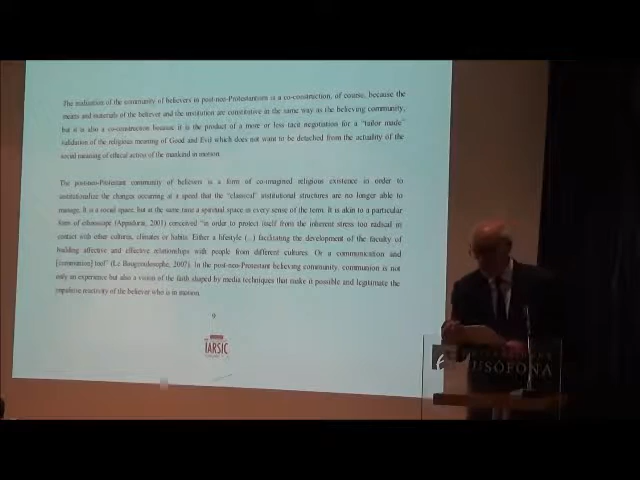 The realization of the community of believers in post-neo-Protestantism is a co-construction, of course, because the
means and materials of the believer and the institution are constitutive in the same way as the believing community,
but it is also a co-construction because it is the product of a more or less tacit negotiation for a "tailor made"
validation of the religious meaning of Good and Evil which does not want to be detached from the actuality of the
social meaning of ethical action of the mankind in motion.
The post-neo-Protestant community of believers is a form of co-imagined religious existence in order to
institutionalize the changes occurring at a speed that the "classical" institutional structures are no longer able to
manage. It is a social space, but at the same time a spiritual space in every sense of the term. It is akin to a particular
form of ethnoscape (Appadurai, 2001) conceived "in order to protect itself from the inherent stress too radical in
contact with other cultures, climates or habits. Either a lifestyle (...) facilitating the development of the faculty of
building affective and effective relationships with people from different cultures. Or a communication and
tool" (Le 2007). In the post-neo-Protestant believing community, communion is not
only an experience but also a vision of the faith shaped by media techniques that make it possible and legitimate the
reactivity of the believer who is in motion.
9
IARSIC
USÓFONA